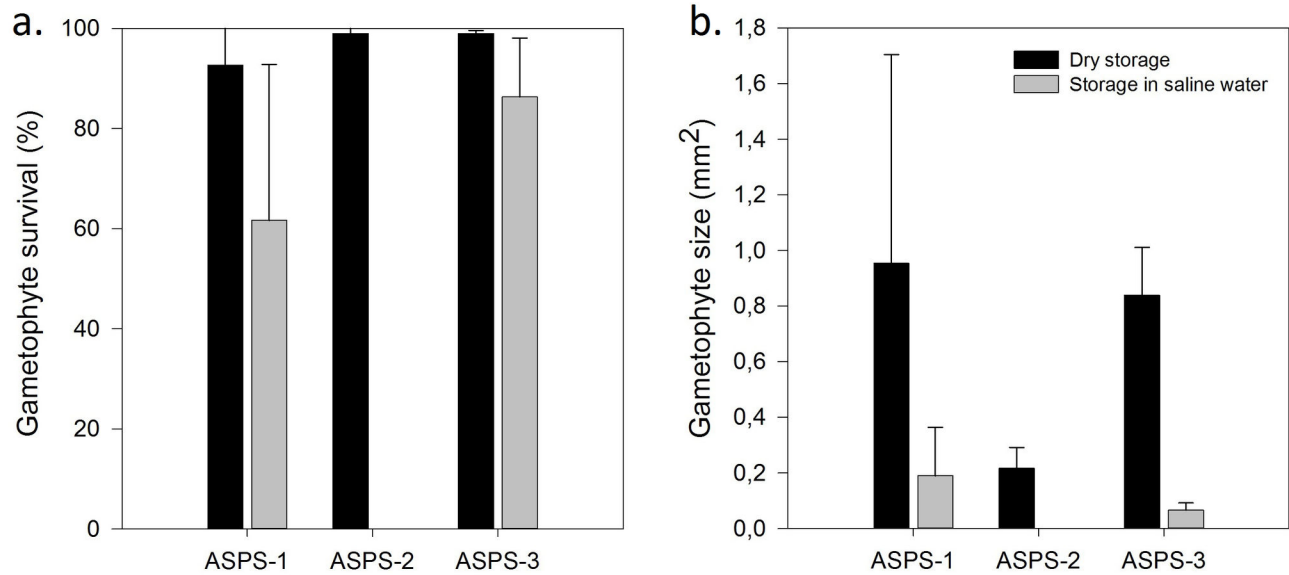 a.
Gametophyte survival (%)
100
80
60
40
20
0
ASPS-1 ASPS-2 ASPS-3
b.
Gametophyte size (mm²)
1,8
1,6
1,4
1,2
1,0
0,8
0,6
0,4
0,2
0,0
Dry storage
Storage in saline water
ASPS-1 ASPS-2 ASPS-3